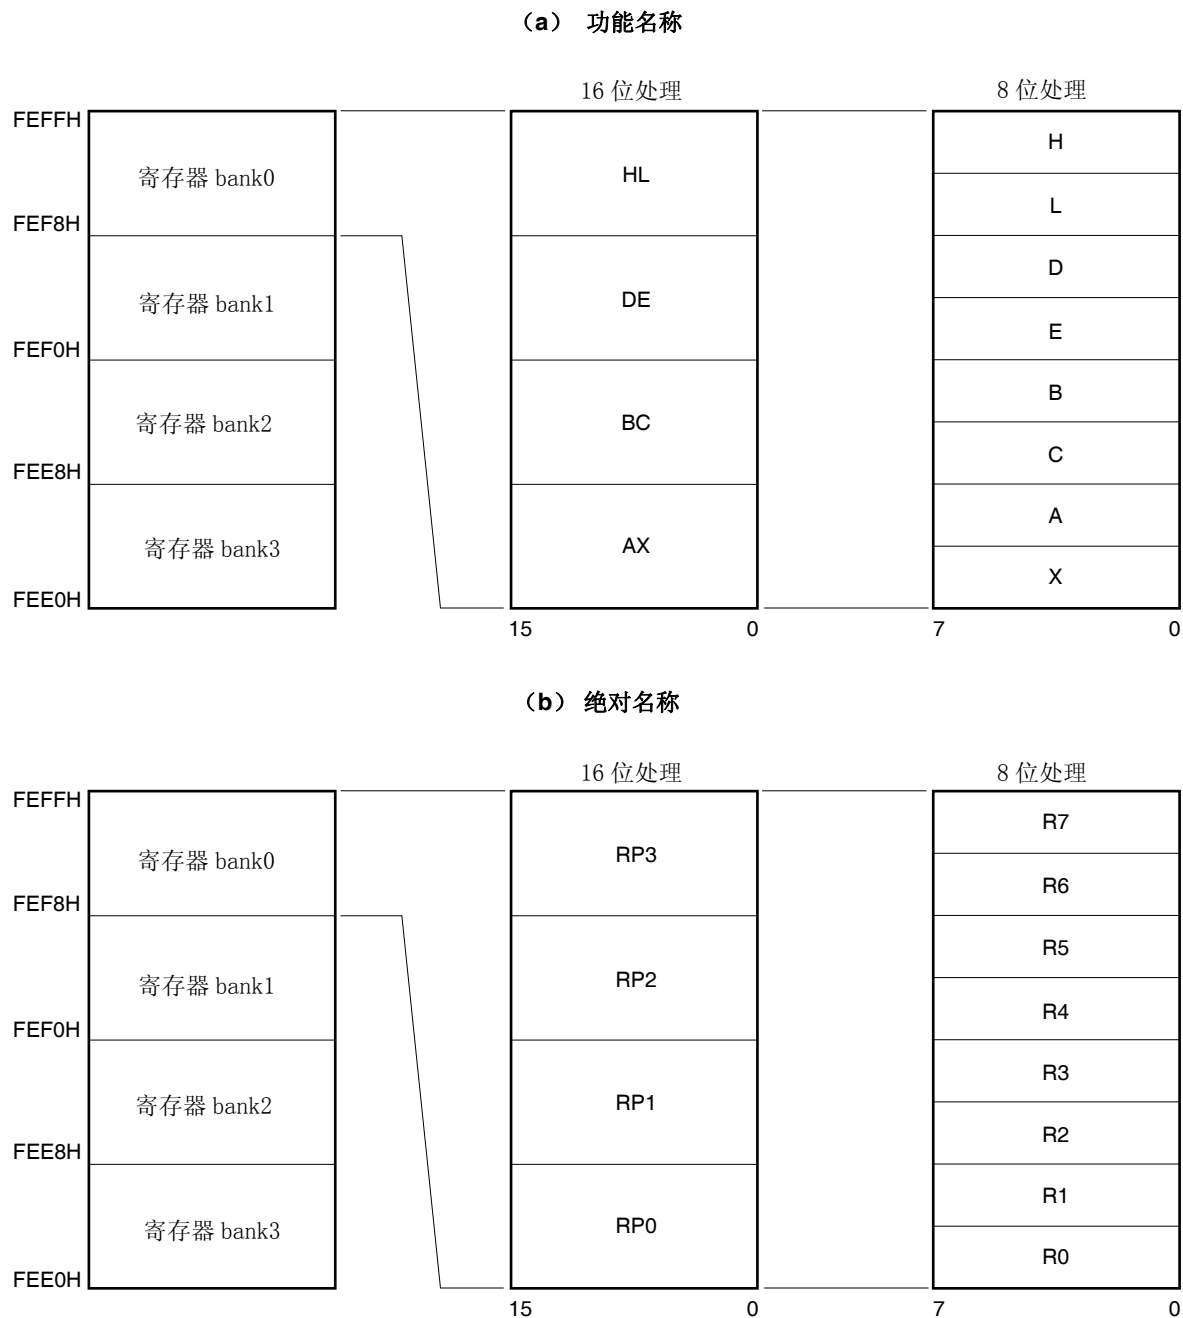 （a） 功能名称
16 位处理
8 位处理
FEFFH
寄存器 bank0
HL
H
L
FEF8H
寄存器 bank1
DE
D
E
FEF0H
寄存器 bank2
BC
B
C
FEE8H
寄存器 bank3
AX
A
X
FEE0H
15
0
7
0
（b） 绝对名称
16 位处理
8 位处理
FEFFH
寄存器 bank0
RP3
R7
R6
FEF8H
寄存器 bank1
RP2
R5
R4
FEF0H
寄存器 bank2
RP1
R3
R2
FEE8H
寄存器 bank3
RP0
R1
R0
FEE0H
15
0
7
0